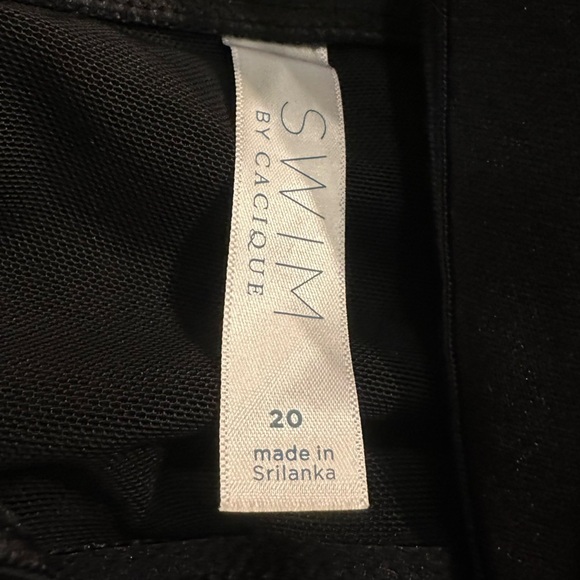 SWIM
BY CACIQUE
20
made in
Srilanka